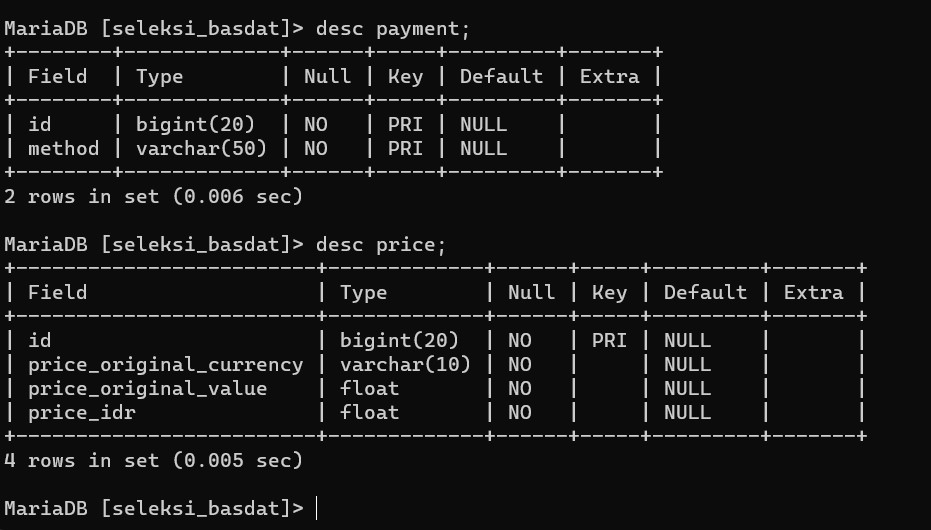 MariaDB [seleksi_basdat]> desc payment;
+--------+-------------+------+-----+---------+-------+
| Field  | Type        | Null | Key | Default | Extra |
+--------+-------------+------+-----+---------+-------+
| id     | bigint(20)  | NO   | PRI | NULL    |       |
| method | varchar(50) | NO   | PRI | NULL    |       |
+--------+-------------+------+-----+---------+-------+
2 rows in set (0.006 sec)

MariaDB [seleksi_basdat]> desc price;
+-------------------------+-------------+------+-----+---------+-------+
| Field                   | Type        | Null | Key | Default | Extra |
+-------------------------+-------------+------+-----+---------+-------+
| id                      | bigint(20)  | NO   | PRI | NULL    |       |
| price_original_currency | varchar(10) | NO   |     | NULL    |       |
| price_original_value    | float       | NO   |     | NULL    |       |
| price_idr               | float       | NO   |     | NULL    |       |
+-------------------------+-------------+------+-----+---------+-------+
4 rows in set (0.005 sec)

MariaDB [seleksi_basdat]>